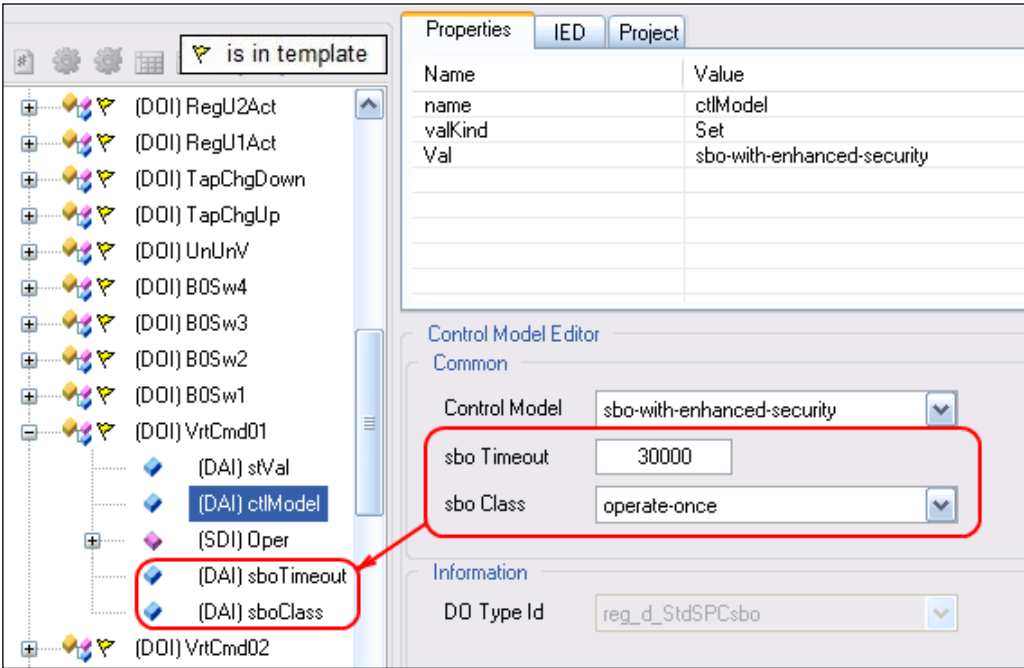 is in template
(DOI) RegU2Act
(DOI) RegU1Act
(DOI) TapChgDown
(DOI) TapChgUp
(DOI) UnUnV
(DOI) B0Sw4
(DOI) B0Sw3
(DOI) B0Sw2
(DOI) B0Sw1
(DOI) VrtCmd01
(DAI) stVal
(DAI) ctlModel
(SDI) Oper
(DAI) sboTimeout
(DAI) sboClass
(DOI) VrtCmd02
Properties IED Project
Name Value
name ctlModel
valKind Set
Val sbo-with-enhanced-security
Control Model Editor
Common
Control Model sbo-with-enhanced-security
sbo Timeout 30000
sbo Class operate-once
Information
DO Type Id reg_d_StdSPCsbo